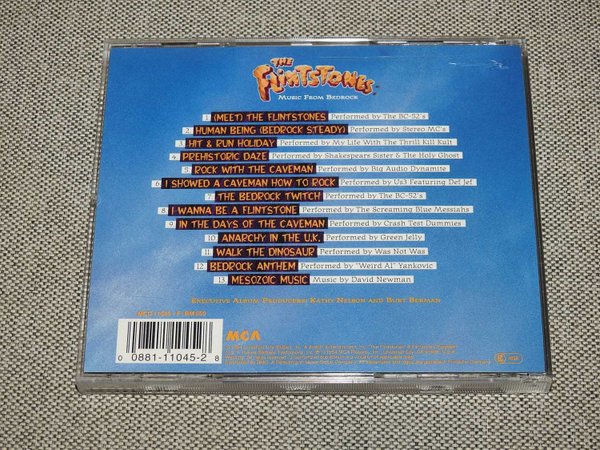 THE
FLINTSTONES
MUSIC FROM BEDROCK
1. (MEET) THE FLINTSTONES Performed by The BC-52's
2. HUMAN BEING (BEDROCK STEADY) Performed by Stereo MC's
3. HIT & RUN HOLIDAY Performed by My Life With The Thrill Kill Kult
4. PREHISTORIC DAZE Performed by Shakespears Sister & The Holy Ghost
5. ROCK WITH THE CAVEMAN Performed by Big Audio Dynamite
6. I SHOWED A CAVEMAN HOW TO ROCK Performed by Us3 Featuring Def Jef
7. THE BEDROCK TWITCH Performed by The BC-52's
8. I WANNA BE A FLINTSTONE Performed by The Screaming Blue Messiahs
9. IN THE DAYS OF THE CAVEMAN Performed by Crash Test Dummies
10. ANARCHY IN THE U.K. Performed by Green Jelly
11. WALK THE DINOSAUR Performed by Was (Not Was)
12. BEDROCK ANTHEM Performed by "Weird Al" Yankovic
13. MESOZOIC MUSIC Music by David Newman
EXECUTIVE ALBUM PRODUCERS: KATHY NELSON AND BURT BERMAN
MCA
0 0881-11045-2 8